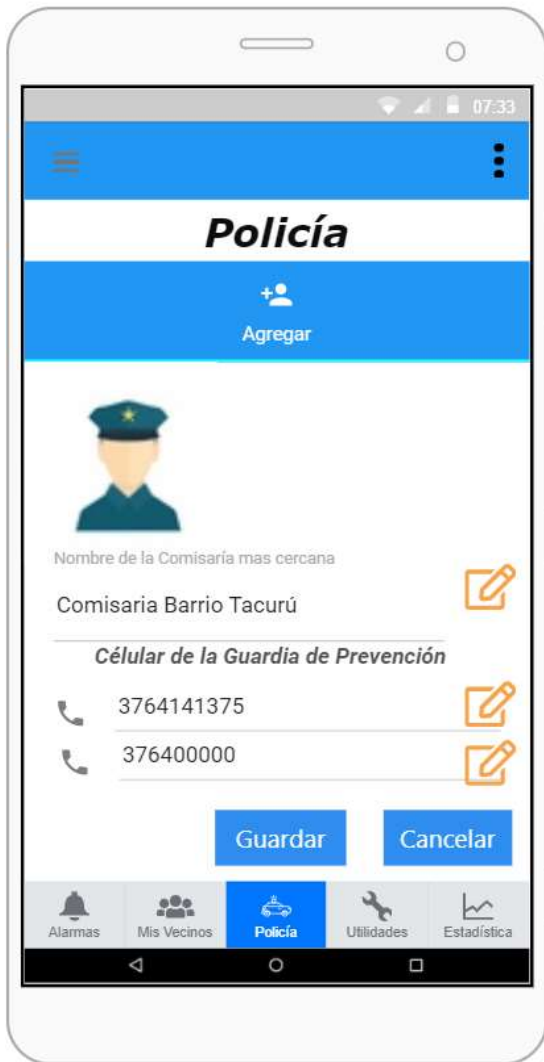 07:33
Policía
Agregar
Nombre de la Comisaría mas cercana
Comisaria Barrio Tacurú
Célular de la Guardia de Prevención
3764141375
376400000
Guardar Cancelar
Alarmas Mis Vecinos Policía Utilidades Estadística